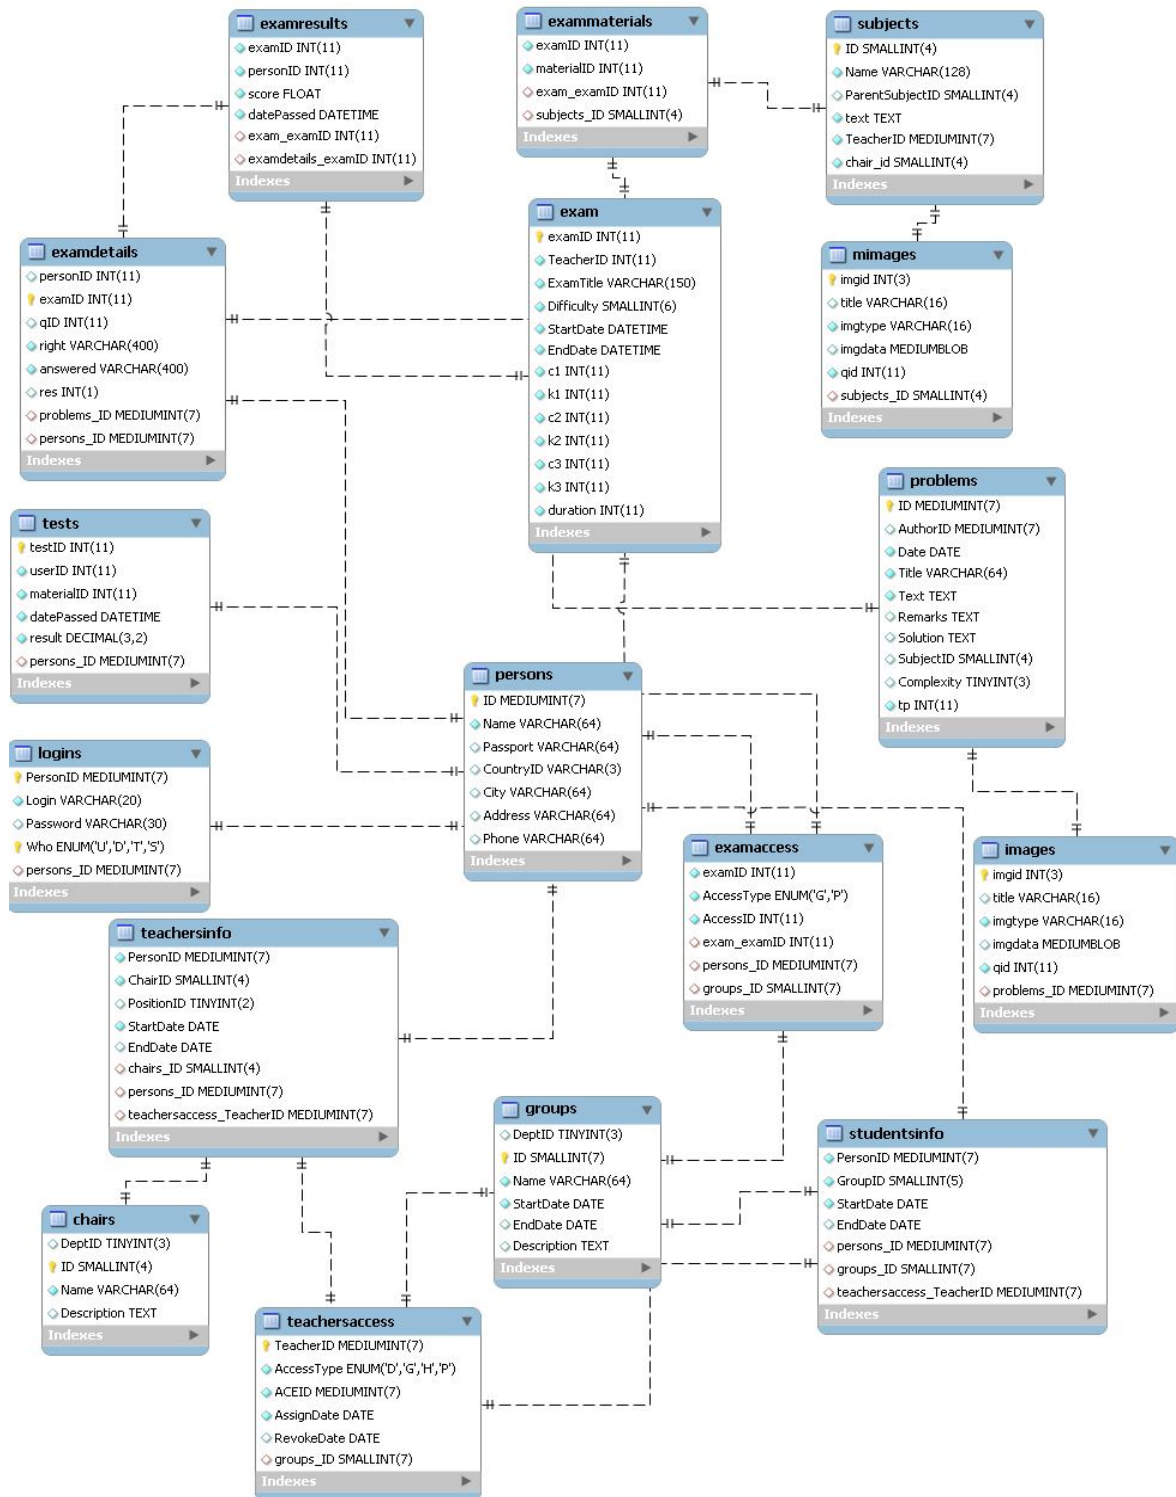 examresults
examID INT(11)
personID INT(11)
score FLOAT
datePassed DATETIME
exam_examID INT(11)
examdetails_examID INT(11)
Indexes
exammaterials
examID INT(11)
materialID INT(11)
exam_examID INT(11)
subjects_ID SMALLINT(4)
Indexes
subjects
ID SMALLINT(4)
Name VARCHAR(128)
ParentSubjectID SMALLINT(4)
text TEXT
TeacherID MEDIUMINT(7)
chair_id SMALLINT(4)
Indexes
examdetails
personID INT(11)
examID INT(11)
qID INT(11)
right VARCHAR(400)
answered VARCHAR(400)
res INT(1)
problems_ID MEDIUMINT(7)
persons_ID MEDIUMINT(7)
Indexes
exam
examID INT(11)
TeacherID INT(11)
ExamTitle VARCHAR(150)
Difficulty SMALLINT(6)
StartDate DATETIME
EndDate DATETIME
c1 INT(11)
k1 INT(11)
c2 INT(11)
k2 INT(11)
c3 INT(11)
k3 INT(11)
duration INT(11)
Indexes
mimages
imgid INT(3)
title VARCHAR(16)
imgtype VARCHAR(16)
imgdata MEDIUMBLOB
qid INT(11)
subjects_ID SMALLINT(4)
Indexes
tests
testID INT(11)
userID INT(11)
materialID INT(11)
datePassed DATETIME
result DECIMAL(3,2)
persons_ID MEDIUMINT(7)
Indexes
problems
ID MEDIUMINT(7)
AuthorID MEDIUMINT(7)
Date DATE
Title VARCHAR(64)
Text TEXT
Remarks TEXT
Solution TEXT
SubjectID SMALLINT(4)
Complexity TINYINT(3)
tp INT(11)
Indexes
persons
ID MEDIUMINT(7)
Name VARCHAR(64)
Passport VARCHAR(64)
CountryID VARCHAR(3)
City VARCHAR(64)
Address VARCHAR(64)
Phone VARCHAR(64)
Indexes
logins
PersonID MEDIUMINT(7)
Login VARCHAR(20)
Password VARCHAR(30)
Who ENUM('U','D','T','S')
persons_ID MEDIUMINT(7)
Indexes
examaccess
examID INT(11)
AccessType ENUM('G','P')
AccessID INT(11)
exam_examID INT(11)
persons_ID MEDIUMINT(7)
groups_ID SMALLINT(7)
Indexes
images
imgid INT(3)
title VARCHAR(16)
imgtype VARCHAR(16)
imgdata MEDIUMBLOB
qid INT(11)
problems_ID MEDIUMINT(7)
Indexes
teachersinfo
PersonID MEDIUMINT(7)
ChairID SMALLINT(4)
PositionID TINYINT(2)
StartDate DATE
EndDate DATE
chairs_ID SMALLINT(4)
persons_ID MEDIUMINT(7)
teachersaccess_TeacherID MEDIUMINT(7)
Indexes
groups
DeptID TINYINT(3)
ID SMALLINT(7)
Name VARCHAR(64)
StartDate DATE
EndDate DATE
Description TEXT
Indexes
studentsinfo
PersonID MEDIUMINT(7)
GroupID SMALLINT(5)
StartDate DATE
EndDate DATE
persons_ID MEDIUMINT(7)
groups_ID SMALLINT(7)
teachersaccess_TeacherID MEDIUMINT(7)
Indexes
chairs
DeptID TINYINT(3)
ID SMALLINT(4)
Name VARCHAR(64)
Description TEXT
Indexes
teachersaccess
TeacherID MEDIUMINT(7)
AccessType ENUM('D','G','H','P')
ACEID MEDIUMINT(7)
AssignDate DATE
RevokeDate DATE
groups_ID SMALLINT(7)
Indexes